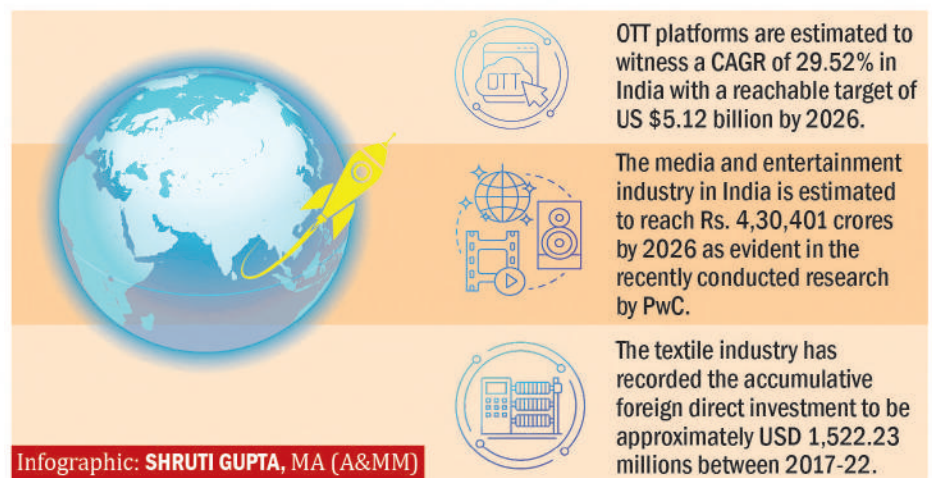 OTT
OTT platforms are estimated to
witness a CAGR of 29.52% in
India with a reachable target of
US $5.12 billion by 2026.
The media and entertainment
industry in India is estimated
to reach Rs. 4,30,401 crores
by 2026 as evident in the
recently conducted research
by PwC.
The textile industry has
recorded the accumulative
foreign direct investment to be
approximately USD 1,522.23
millions between 2017-22.
Infographic: SHRUTI GUPTA, MA (A&MM)